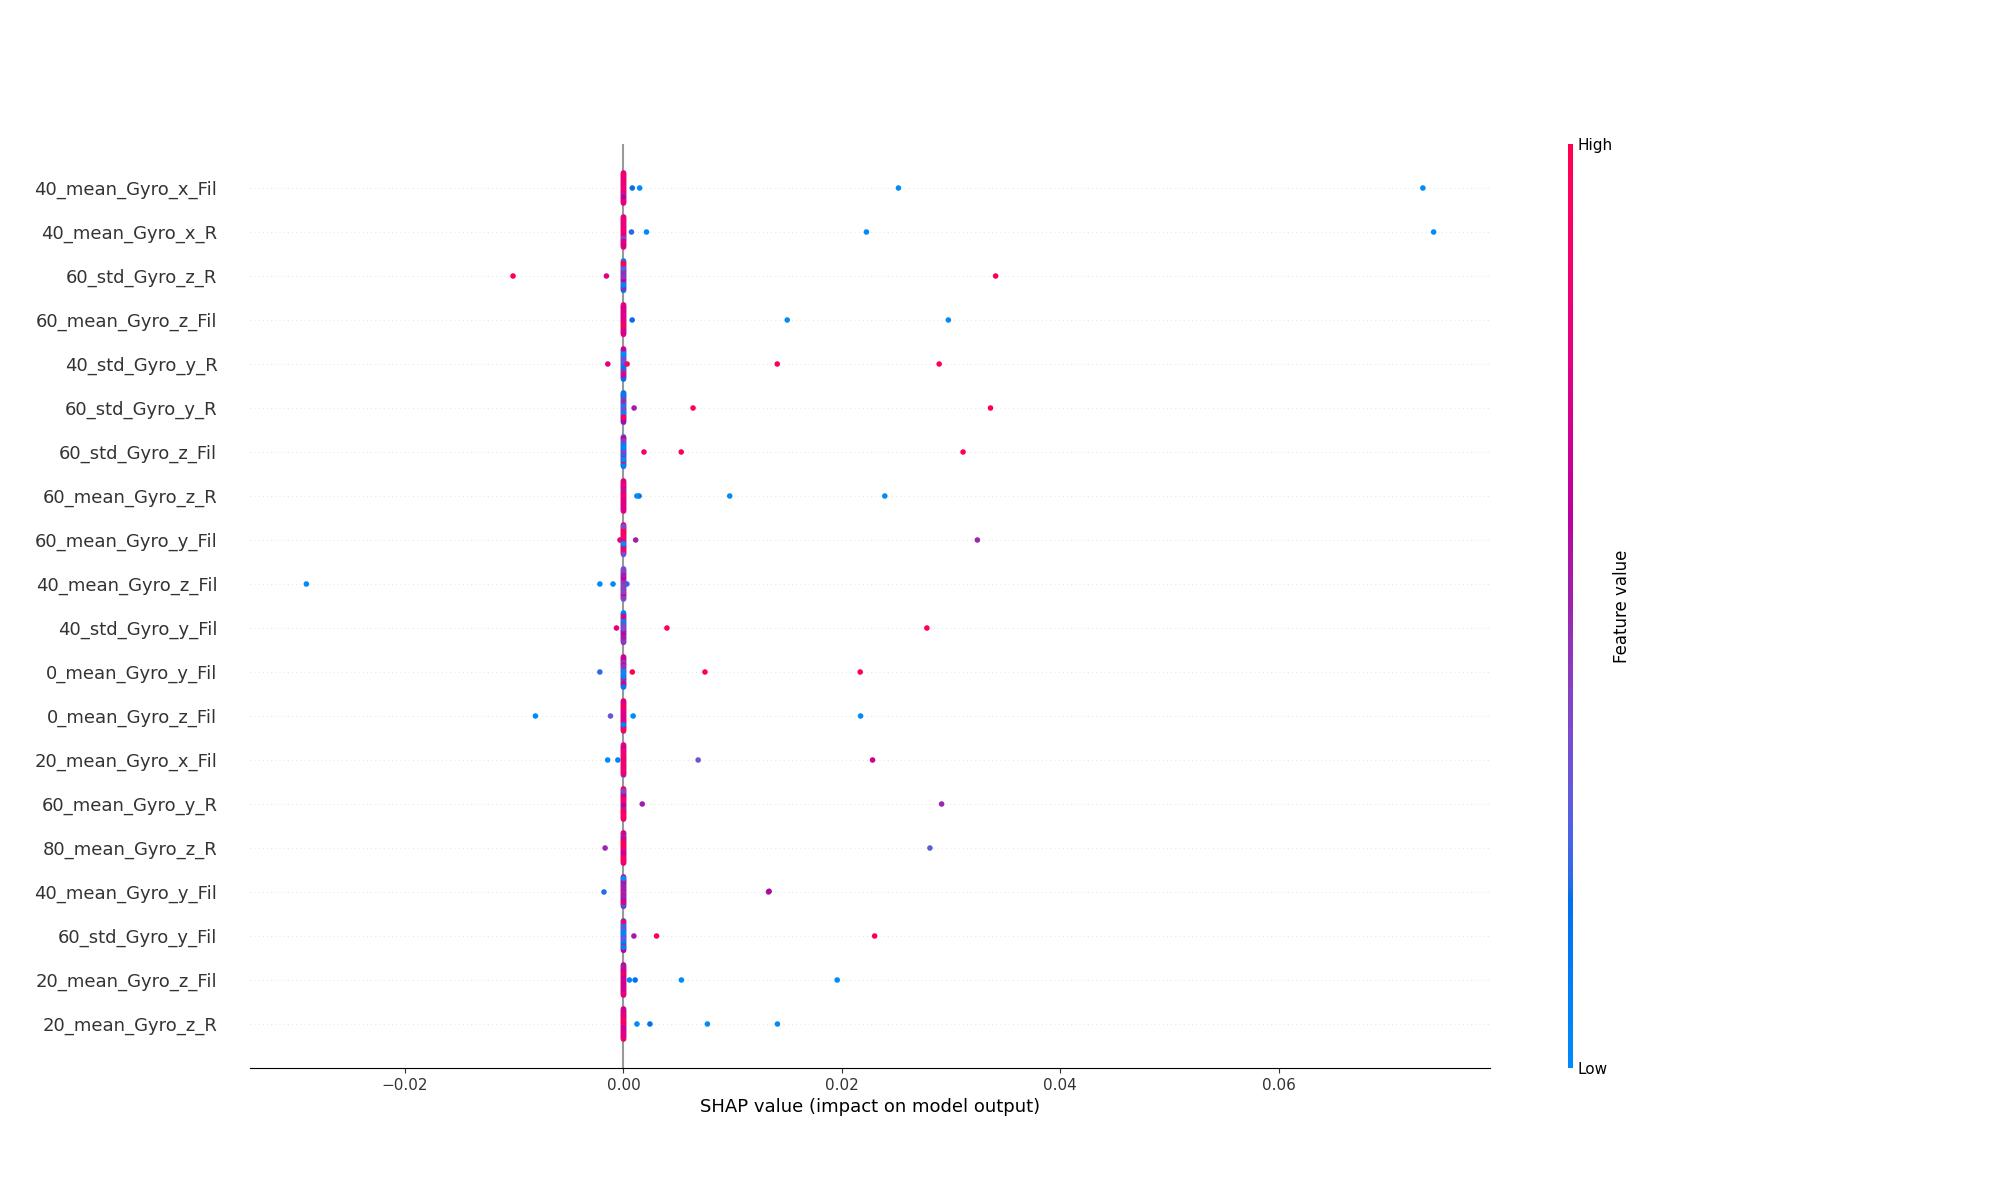 High
40_mean_Gyro_x_Fil
40_mean_Gyro_x_R
60_std_Gyro_z_R
60_mean_Gyro_z_Fil
40_std_Gyro_y_R
60_std_Gyro_y_R
60_std_Gyro_z_Fil
60_mean_Gyro_z_R
60_mean_Gyro_y_Fil
40_mean_Gyro_z_Fil
40_std_Gyro_y_Fil
0_mean_Gyro_y_Fil
0_mean_Gyro_z_Fil
20_mean_Gyro_x_Fil
60_mean_Gyro_y_R
80_mean_Gyro_z_R
40_mean_Gyro_y_Fil
60_std_Gyro_y_Fil
20_mean_Gyro_z_Fil
20_mean_Gyro_z_R
Feature value
Low
−0.02 0.00 0.02 0.04 0.06
SHAP value (impact on model output)